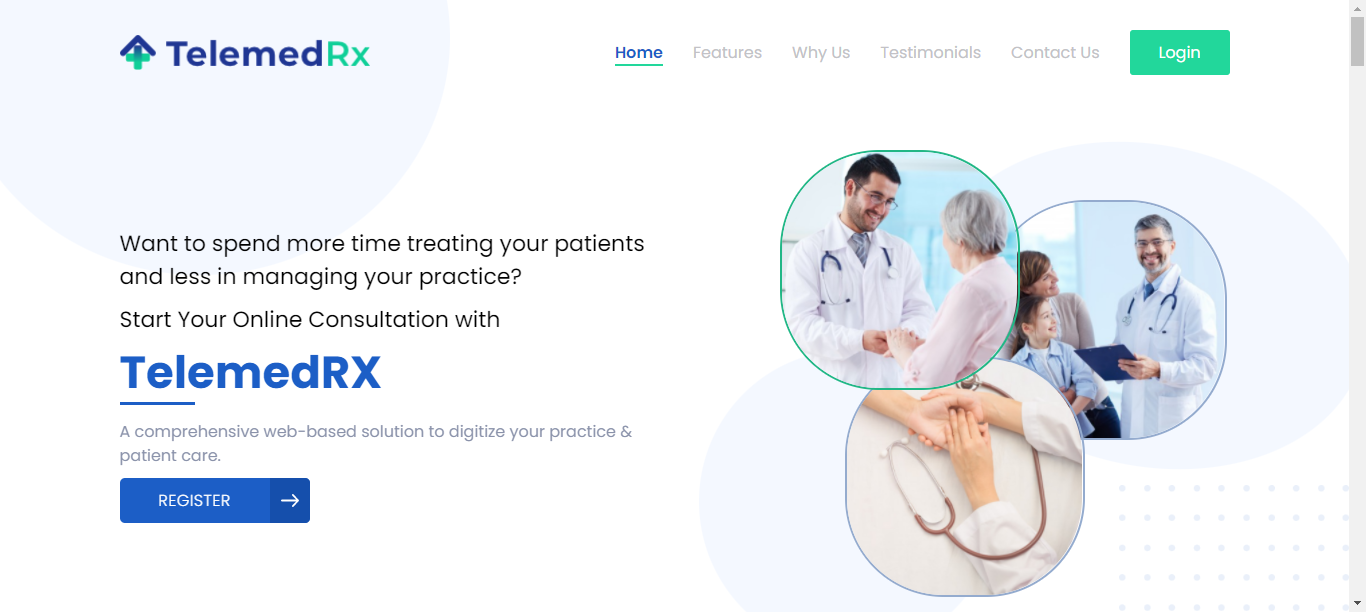 TelemedRx
Home
Features
Why Us
Testimonials
Contact Us
Login
Want to spend more time treating your patients
and less in managing your practice?
Start Your Online Consultation with
TelemedRX
A comprehensive web-based solution to digitize your practice &
patient care.
REGISTER